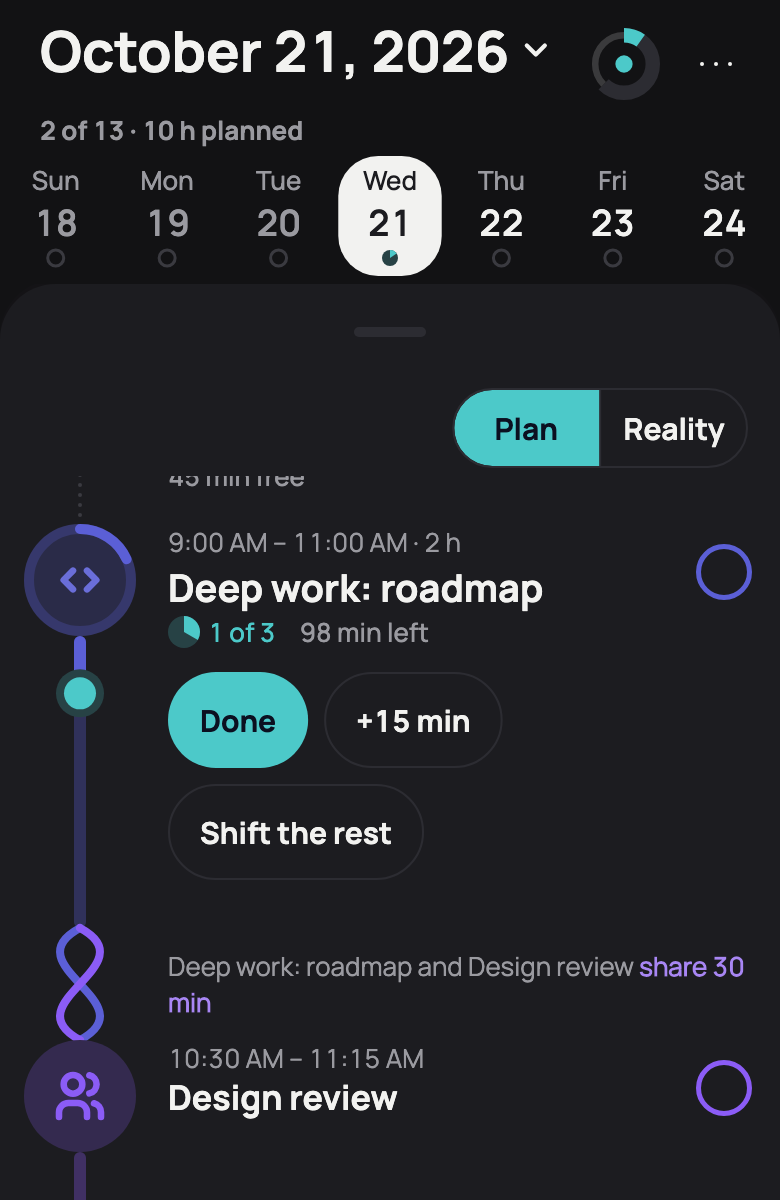 October 21, 2026
2 of 13 · 10 h planned
Sun Mon Tue Wed Thu Fri Sat
18 19 20 21 22 23 24
Plan Reality
45 min free
9:00 AM – 11:00 AM · 2 h
Deep work: roadmap
1 of 3 98 min left
Done +15 min
Shift the rest
Deep work: roadmap and Design review share 30
min
10:30 AM – 11:15 AM
Design review